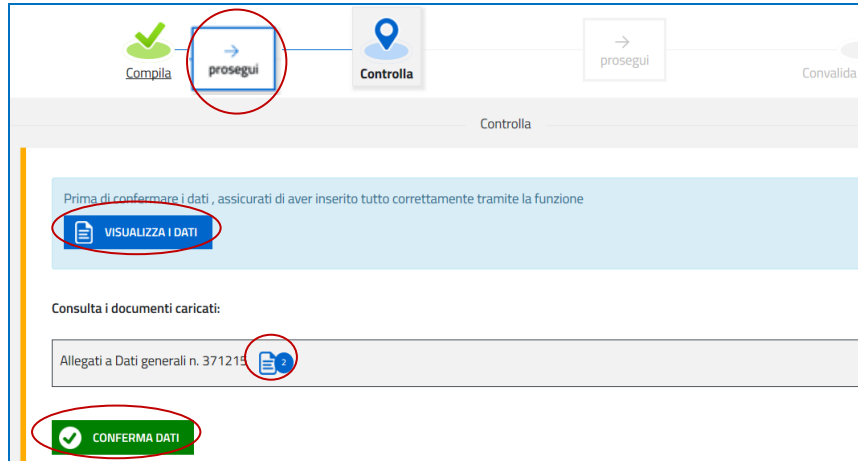 Compila
prosegui
Controlla
prosegui
Convalida
Controlla
Prima di confermare i dati , assicurati di aver inserito tutto correttamente tramite la funzione
VISUALIZZA I DATI
Consulta i documenti caricati:
Allegati a Dati generali n. 371215 2
CONFERMA DATI